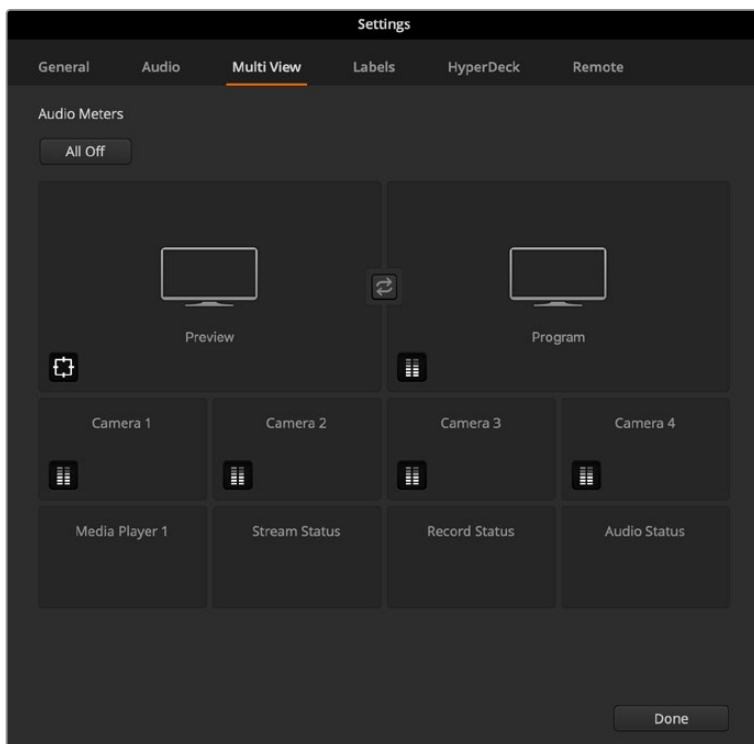 Settings
General Audio Multi View Labels HyperDeck Remote
Audio Meters
All Off
Preview Program
Camera 1 Camera 2 Camera 3 Camera 4
Media Player 1 Stream Status Record Status Audio Status
Done